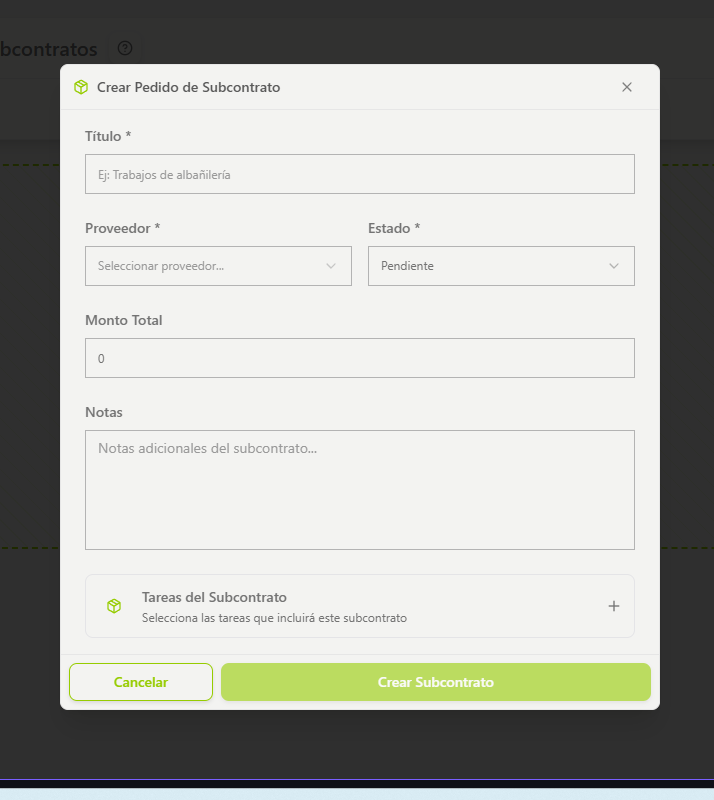 bcontratos
Crear Pedido de Subcontrato
Título *
Ej: Trabajos de albañilería
Proveedor *
Estado *
Seleccionar proveedor...
Pendiente
Monto Total
0
Notas
Notas adicionales del subcontrato...
Tareas del Subcontrato
Selecciona las tareas que incluirá este subcontrato
Cancelar
Crear Subcontrato